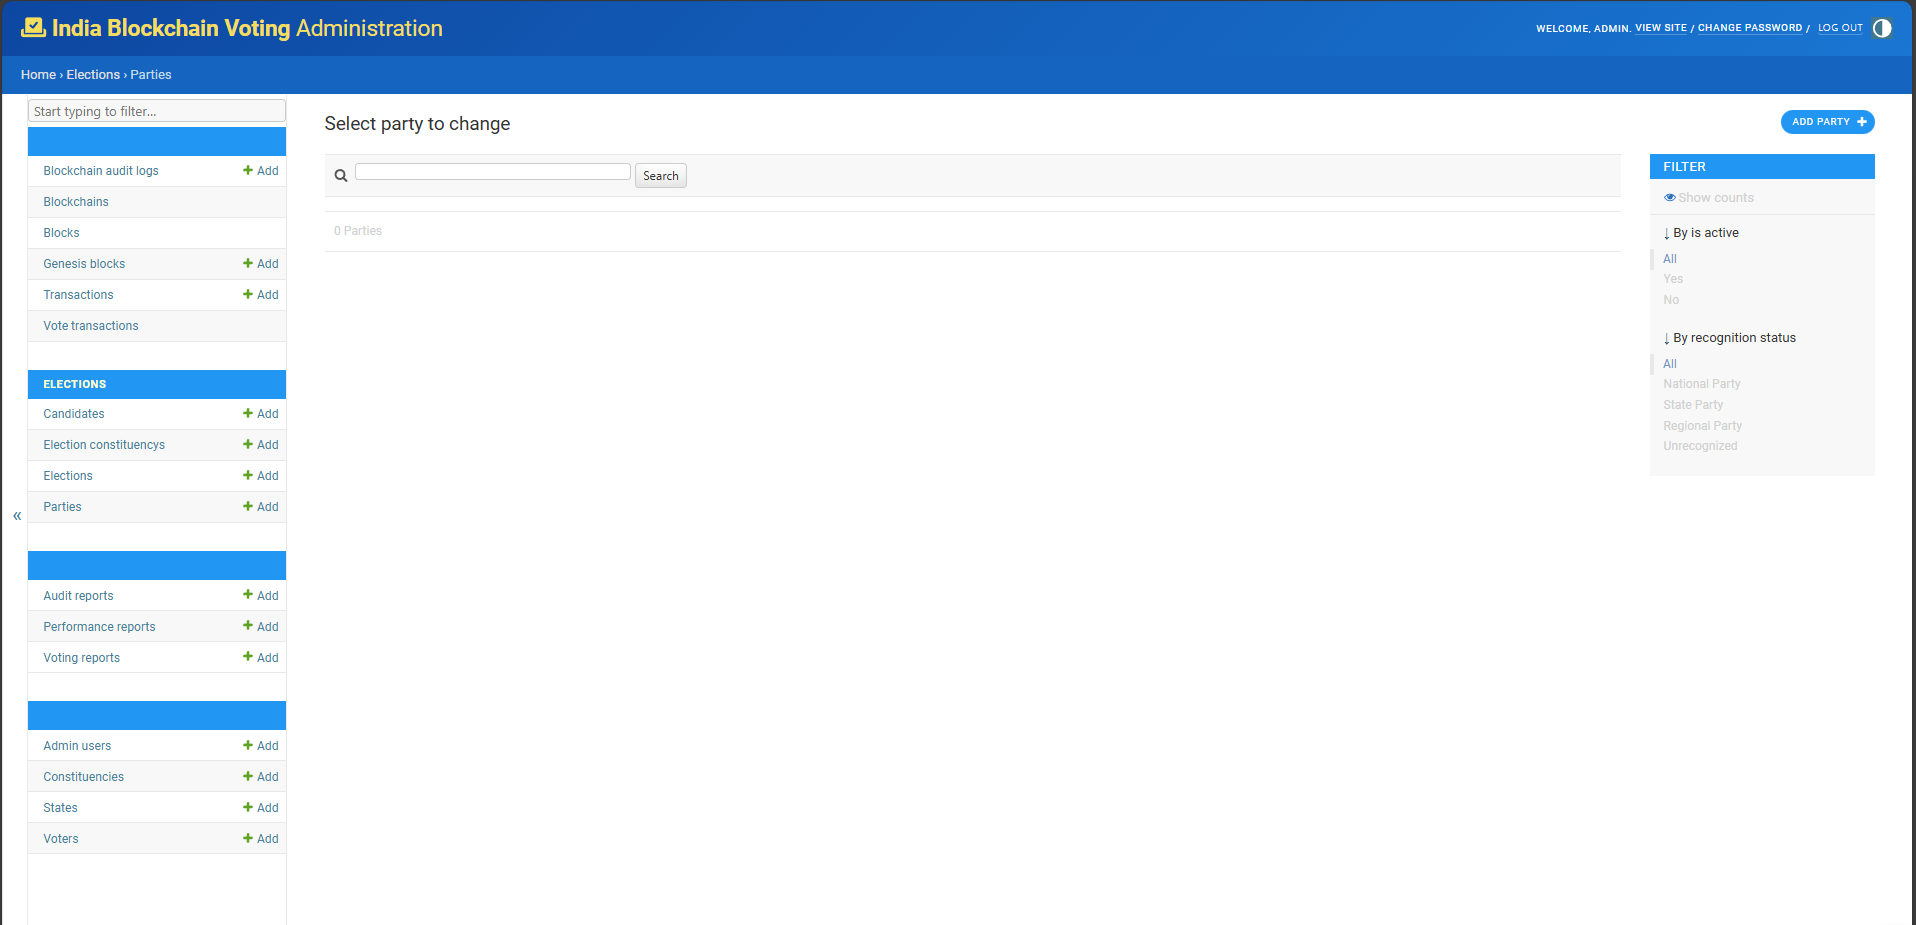 India Blockchain Voting Administration
WELCOME, ADMIN. VIEW SITE / CHANGE PASSWORD / LOG OUT
Home › Elections › Parties
Start typing to filter...
Blockchain audit logs + Add
Blockchains
Blocks
Genesis blocks + Add
Transactions + Add
Vote transactions
ELECTIONS
Candidates + Add
Election constituencys + Add
Elections + Add
Parties + Add
«
Audit reports + Add
Performance reports + Add
Voting reports + Add
Admin users + Add
Constituencies + Add
States + Add
Voters + Add
Select party to change
ADD PARTY +
Search
0 Parties
FILTER
Show counts
↓ By is active
All
Yes
No
↓ By recognition status
All
National Party
State Party
Regional Party
Unrecognized